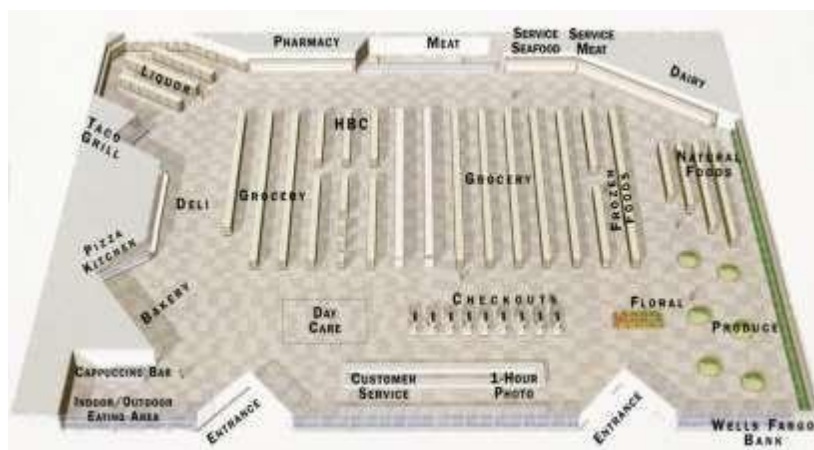 PHARMACY
MEAT
SERVICE
SEAFOOD
SERVICE
MEAT
DAIRY
LIQUOR
TACO
GRILL
HBC
NATURAL
FOODS
DELI
GROCERY
GROCERY
FROZEN
FOODS
PIZZA
KITCHEN
BAKERY
DAY
CARE
CHECKOUTS
FLORAL
PRODUCE
CAPPUCCINO BAR
CUSTOMER
SERVICE
1-HOUR
PHOTO
INDOOR/OUTDOOR
EATING AREA
ENTRANCE
ENTRANCE
WELLS FARGO
BANK